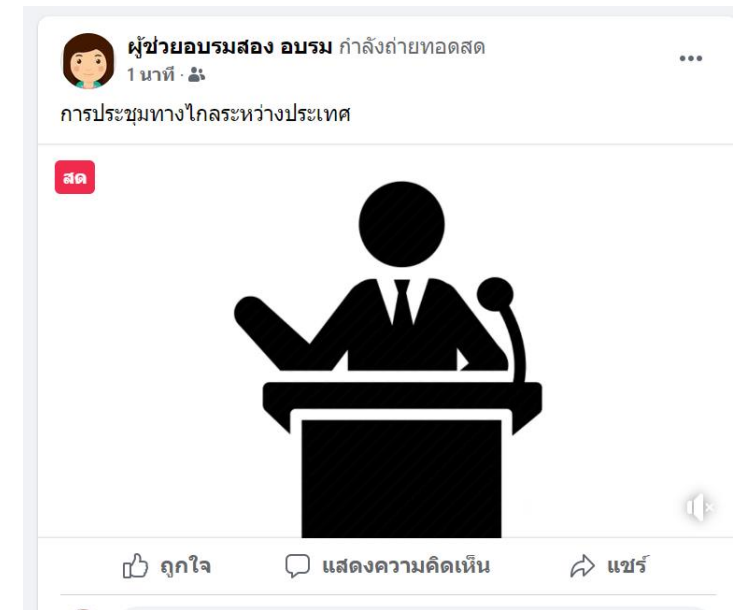 ผู้ช่วยอบรมสอง อบรม กำลังถ่ายทอดสด
1 นาที ·
การประชุมทางไกลระหว่างประเทศ
สด
ถูกใจ แสดงความคิดเห็น แชร์